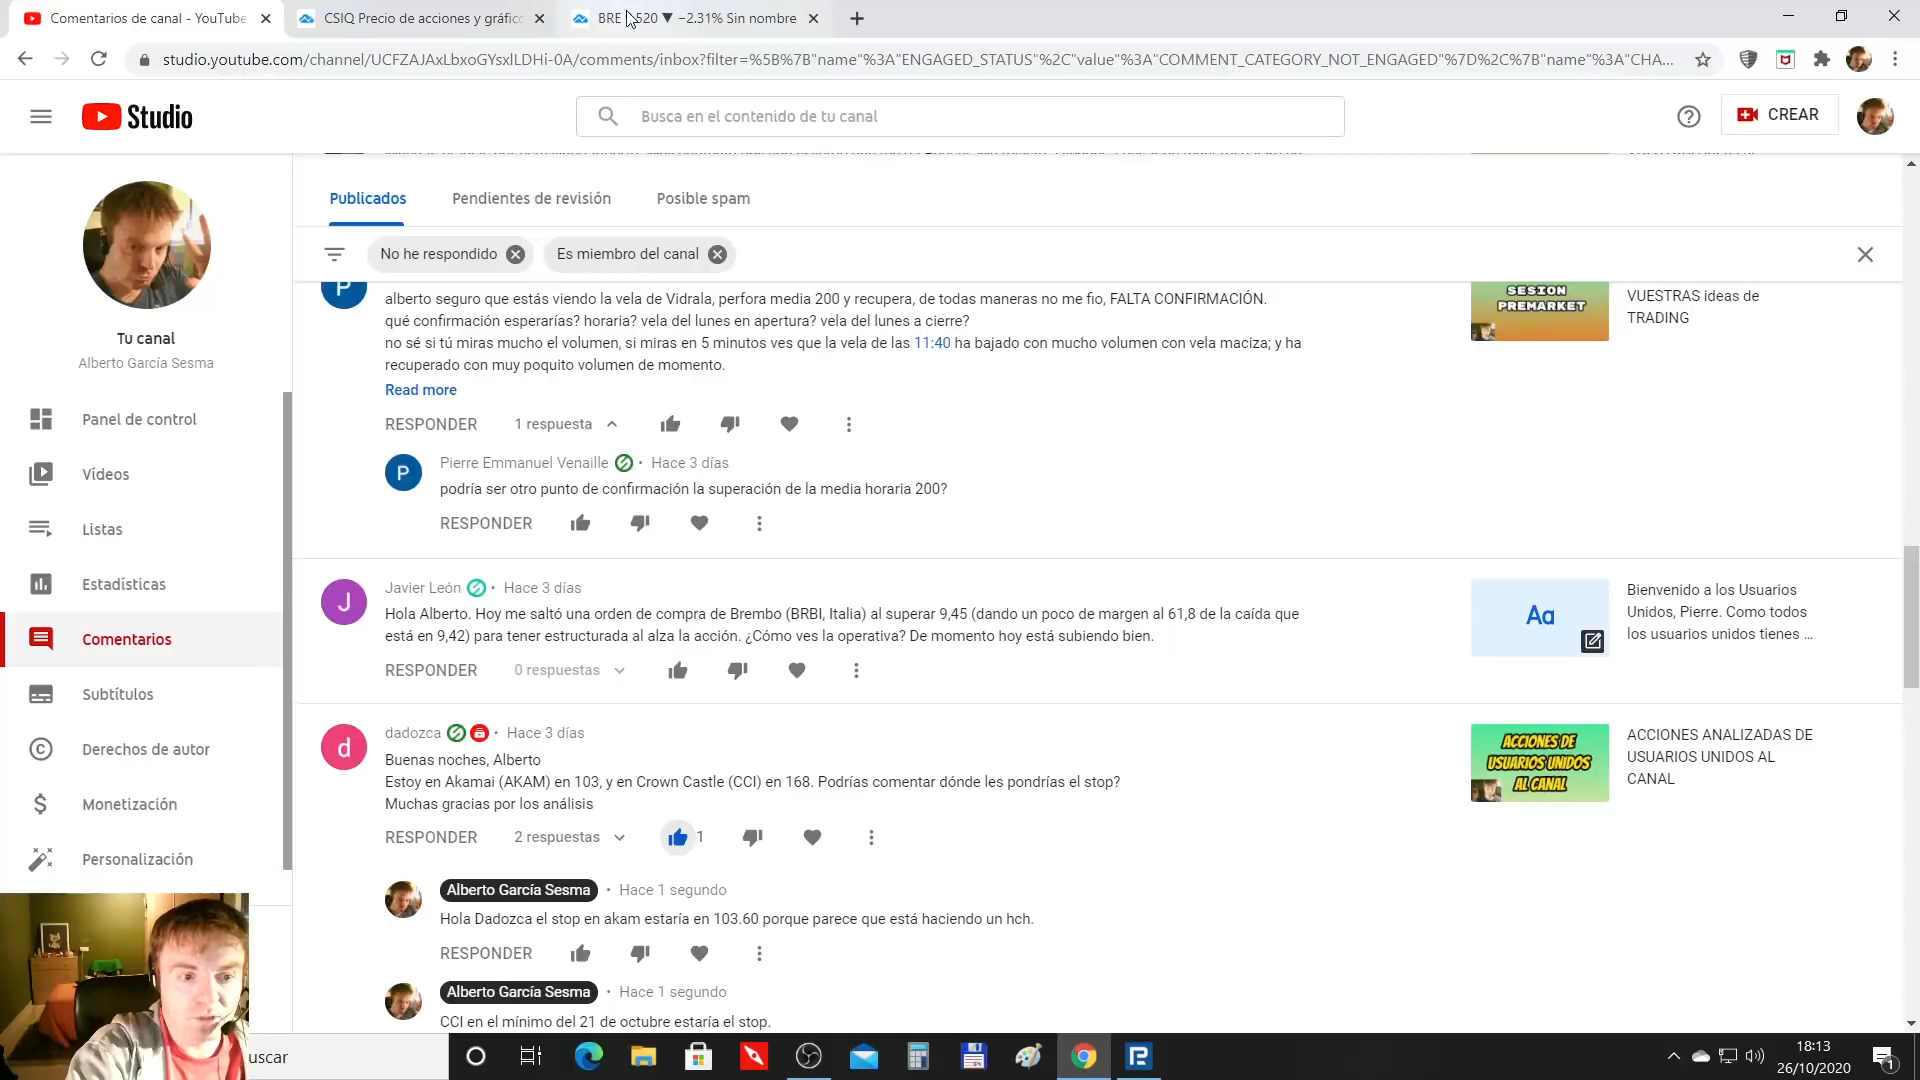 Comentarios de canal - YouTube
CSIQ Precio de acciones y gráfico
BRE 520 ▼ −2.31% Sin nombre
studio.youtube.com/channel/UCFZAJAxLbxoGYsxlLDHi-0A/comments/inbox?filter=%5B%7B"name"%3A"ENGAGED_STATUS"%2C"value"%3A"COMMENT_CATEGORY_NOT_ENGAGED"%7D%2C%7B"name"%3A"CHA...
Studio
Busca en el contenido de tu canal
CREAR
Publicados
Pendientes de revisión
Posible spam
No he respondido
Es miembro del canal
Tu canal
Alberto García Sesma
Panel de control
Vídeos
Listas
Estadísticas
Comentarios
Subtítulos
Derechos de autor
Monetización
Personalización
P
alberto seguro que estás viendo la vela de Vidrala, perfora media 200 y recupera, de todas maneras no me fio, FALTA CONFIRMACIÓN.
qué confirmación esperarías? horaria? vela del lunes en apertura? vela del lunes a cierre?
no sé si tú miras mucho el volumen, si miras en 5 minutos ves que la vela de las 11:40 ha bajado con mucho volumen con vela maciza; y ha
recuperado con muy poquito volumen de momento.
Read more
RESPONDER
1 respuesta
SESION
PREMARKET
VUESTRAS ideas de
TRADING
P
Pierre Emmanuel Venaille • Hace 3 días
podría ser otro punto de confirmación la superación de la media horaria 200?
RESPONDER
J
Javier León • Hace 3 días
Hola Alberto. Hoy me saltó una orden de compra de Brembo (BRBI, Italia) al superar 9,45 (dando un poco de margen al 61,8 de la caída que
está en 9,42) para tener estructurada al alza la acción. ¿Cómo ves la operativa? De momento hoy está subiendo bien.
RESPONDER
0 respuestas
Aa
Bienvenido a los Usuarios
Unidos, Pierre. Como todos
los usuarios unidos tienes ...
d
dadozca • Hace 3 días
Buenas noches, Alberto
Estoy en Akamai (AKAM) en 103, y en Crown Castle (CCI) en 168. Podrías comentar dónde les pondrías el stop?
Muchas gracias por los análisis
RESPONDER
2 respuestas
1
ACCIONES DE
USUARIOS UNIDOS
AL CANAL
ACCIONES ANALIZADAS DE
USUARIOS UNIDOS AL
CANAL
Alberto García Sesma • Hace 1 segundo
Hola Dadozca el stop en akam estaría en 103.60 porque parece que está haciendo un hch.
RESPONDER
Alberto García Sesma • Hace 1 segundo
CCI en el mínimo del 21 de octubre estaría el stop.
uscar
18:13
26/10/2020
1